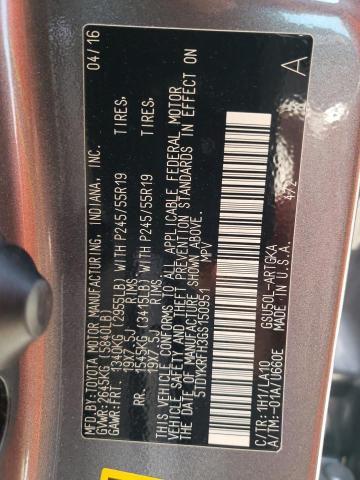 MFD.BY:TOYOTA MOTOR MANUFACTURING, INDIANA, INC. 04/16
GVWR:2645KG (5840LB)
GAWR:FRT. 1340KG (2955LB) WITH P245/55R19 TIRES,
19X7.5J RIMS
RR. 1545KG (3415LB) WITH P245/55R19 TIRES,
19X7.5J RIMS
THIS VEHICLE CONFORMS TO ALL APPLICABLE FEDERAL MOTOR
VEHICLE SAFETY AND THEFT PREVENTION STANDARDS IN EFFECT ON
THE DATE OF MANUFACTURE SHOWN ABOVE.
5TDYKRFH3GS150951 MPV
A
C/TR:1H1/LA10 GSU50L-ARTGKA
A/TM:-01A/U660E MADE IN U.S.A. 4/2